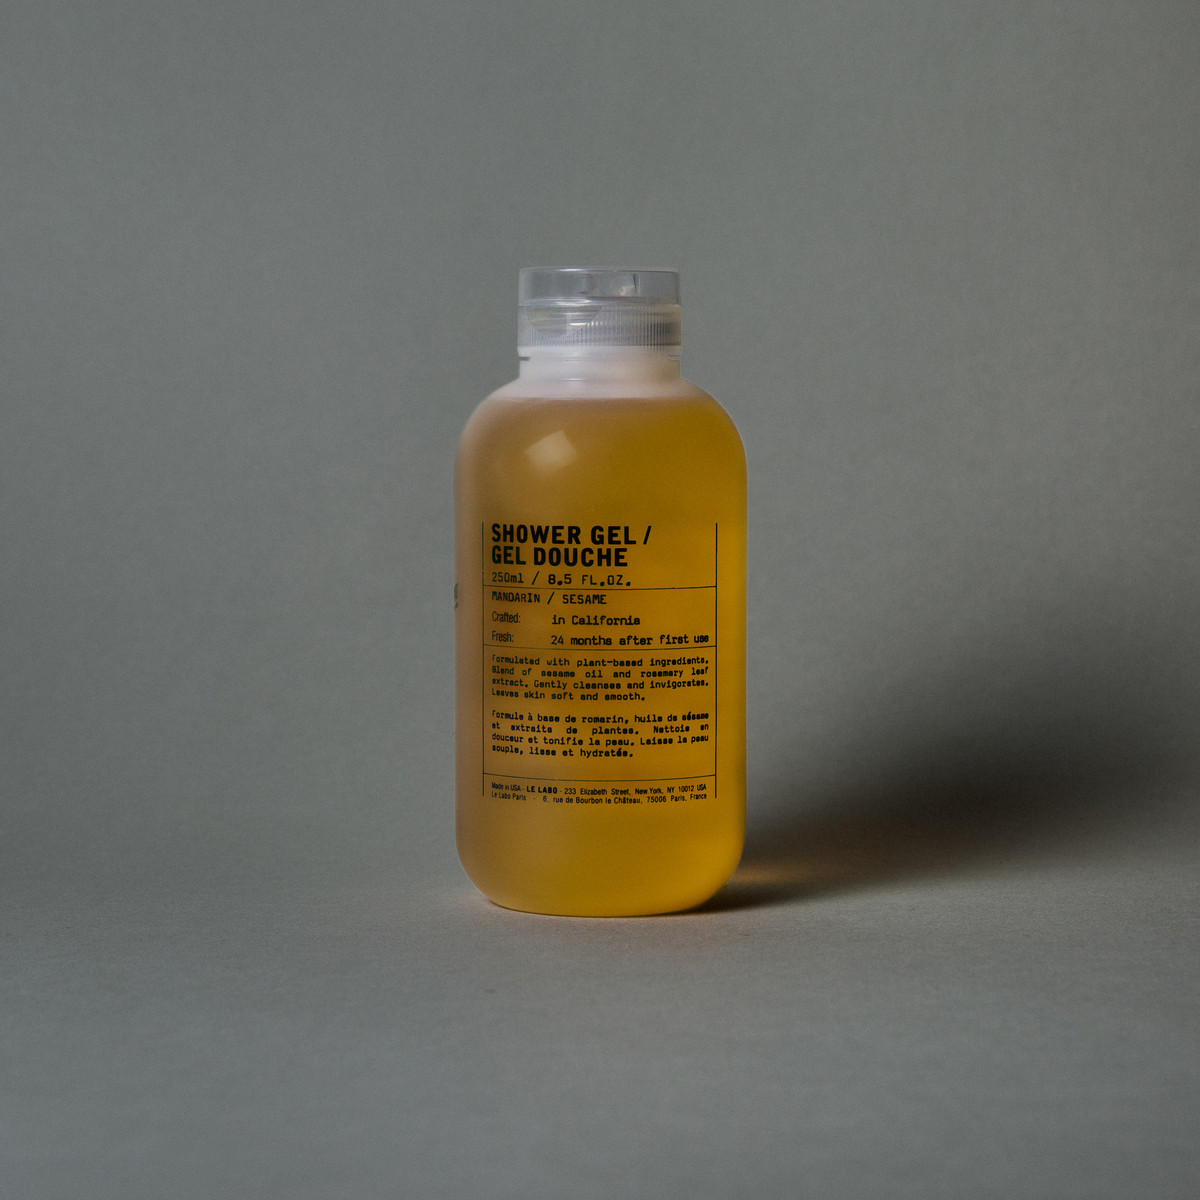 SHOWER GEL /
GEL DOUCHE
250ml / 8.5 FL.OZ.
MANDARIN / SESAME
Crafted: in California
Fresh: 24 months after first use
Formulated with plant-based ingredients.
Blend of sesame oil and rosemary leaf
extract. Gently cleanses and invigorates.
Leaves skin soft and smooth.
Formule à base de romarin, huile de sésame
et extraits de plantes. Nettoie en
douceur et tonifie la peau. Laisse la peau
souple, lisse et hydratée.
Made in USA - LE LABO - 233 Elizabeth Street, New York, NY 10012 USA
Le Labo Paris - 6, rue de Bourbon le Château, 75006 Paris, France